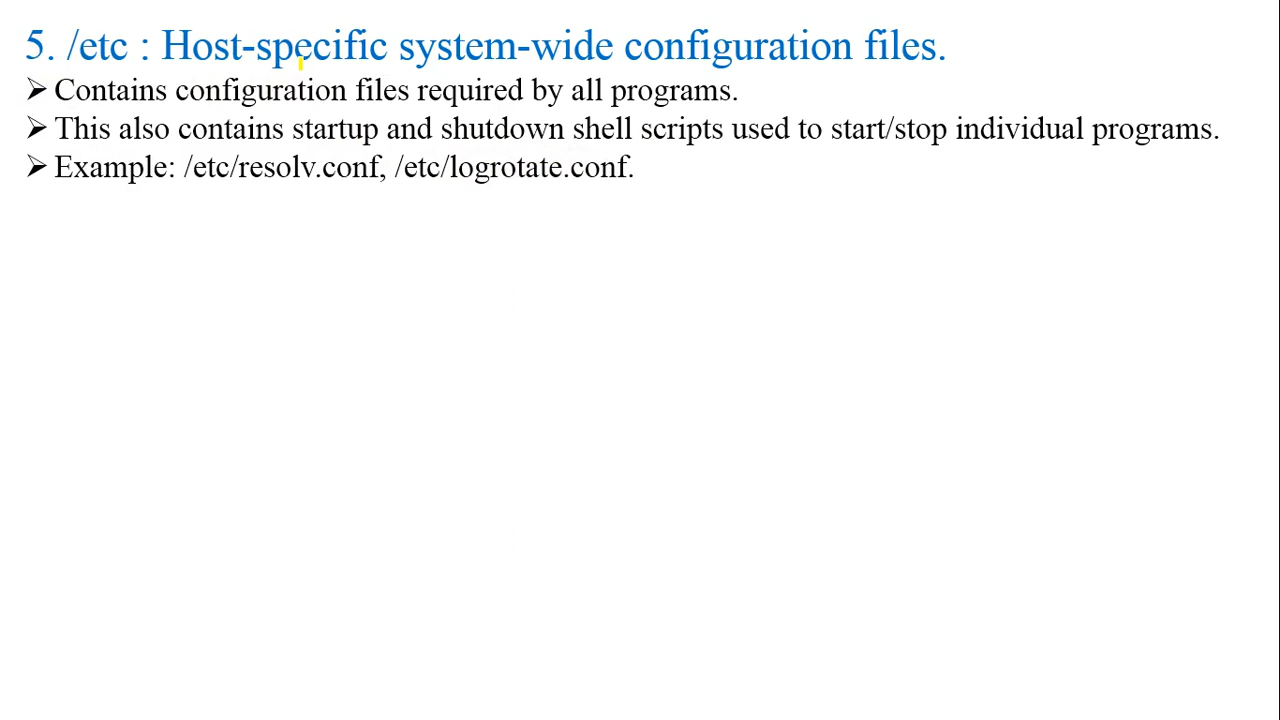 5. /etc : Host-specific system-wide configuration files.
➢ Contains configuration files required by all programs.
➢ This also contains startup and shutdown shell scripts used to start/stop individual programs.
➢ Example: /etc/resolv.conf, /etc/logrotate.conf.